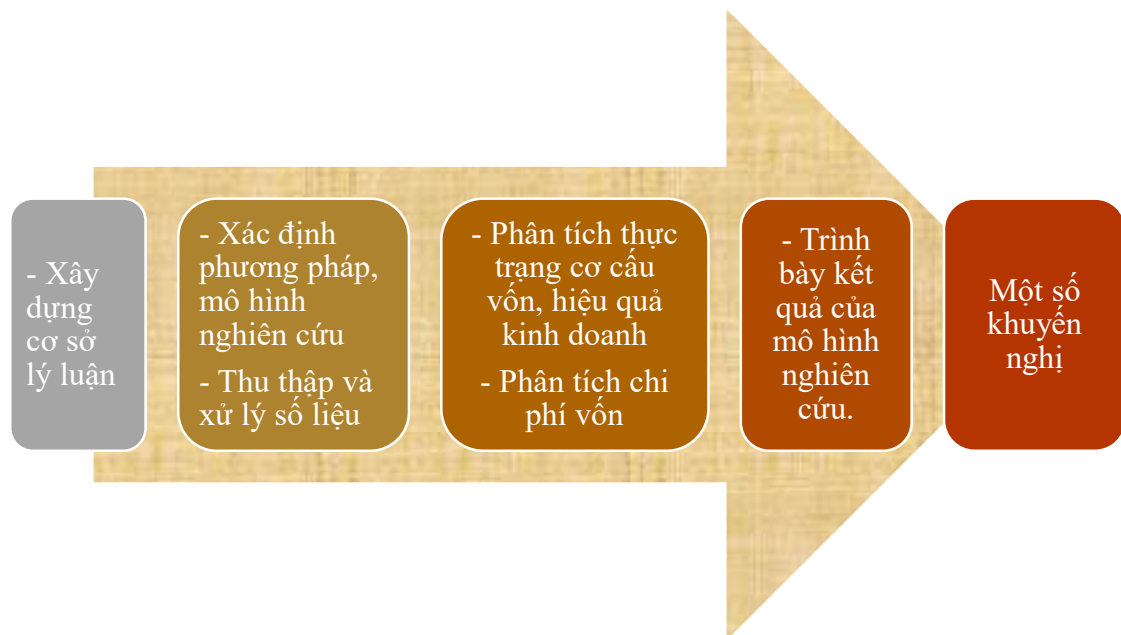 - Xây
dựng
cơ sở
lý luận
- Xác định
phương pháp,
mô hình
nghiên cứu
- Thu thập và
xử lý số liệu
- Phân tích thực
trạng cơ cấu
vốn, hiệu quả
kinh doanh
- Phân tích chi
phí vốn
- Trình
bày kết
quả của
mô hình
nghiên
cứu.
Một số
khuyến
nghị